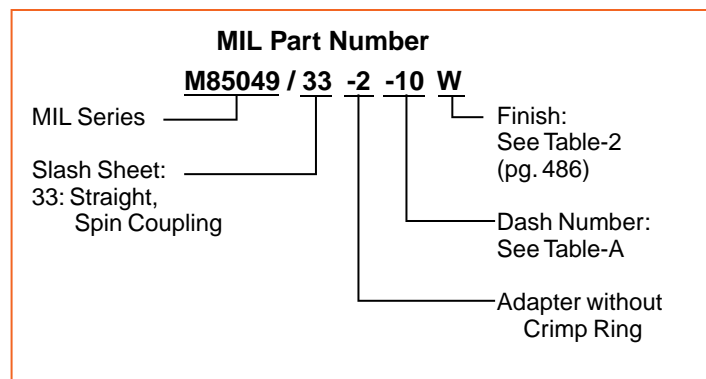 MIL Part Number
M85049 / 33 -2 -10 W
MIL Series
Slash Sheet:
33: Straight,
Spin Coupling
Finish:
See Table-2
(pg. 486)
Dash Number:
See Table-A
Adapter without
Crimp Ring